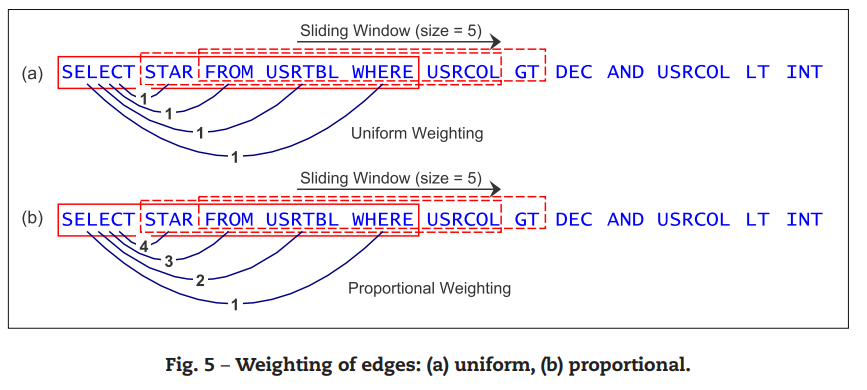 Sliding Window (size = 5)
(a) SELECT STAR FROM USRTBL WHERE USRCOL GT DEC AND USRCOL LT INT
1
1
1
1
Uniform Weighting
Sliding Window (size = 5)
(b) SELECT STAR FROM USRTBL WHERE USRCOL GT DEC AND USRCOL LT INT
4
3
2
1
Proportional Weighting
Fig. 5 – Weighting of edges: (a) uniform, (b) proportional.